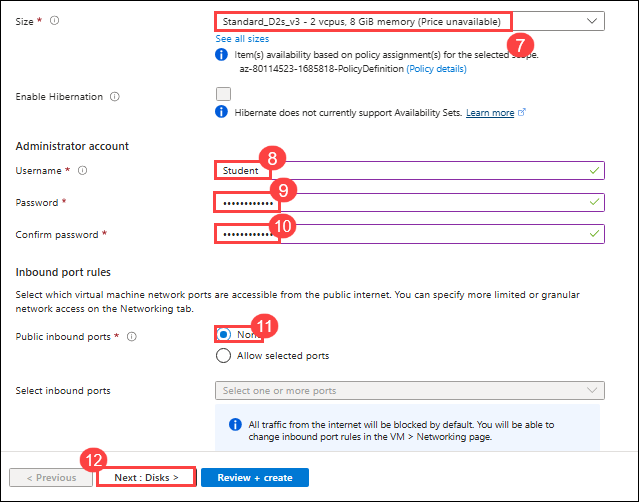 Size *
Standard_D2s_v3 - 2 vcpus, 8 GiB memory (Price unavailable)
7
See all sizes
Item(s) availability based on policy assignment(s) for the selected scope.
az-80114523-1685818-PolicyDefinition (Policy details)
Enable Hibernation
Hibernate does not currently support Availability Sets. Learn more
Administrator account
8
Username *
Student
9
Password *
••••••••••••
10
Confirm password *
••••••••••••
Inbound port rules
Select which virtual machine network ports are accessible from the public internet. You can specify more limited or granular
network access on the Networking tab.
11
Public inbound ports *
None
Allow selected ports
Select inbound ports
Select one or more ports
All traffic from the internet will be blocked by default. You will be able to
change inbound port rules in the VM > Networking page.
12
< Previous
Next : Disks >
Review + create